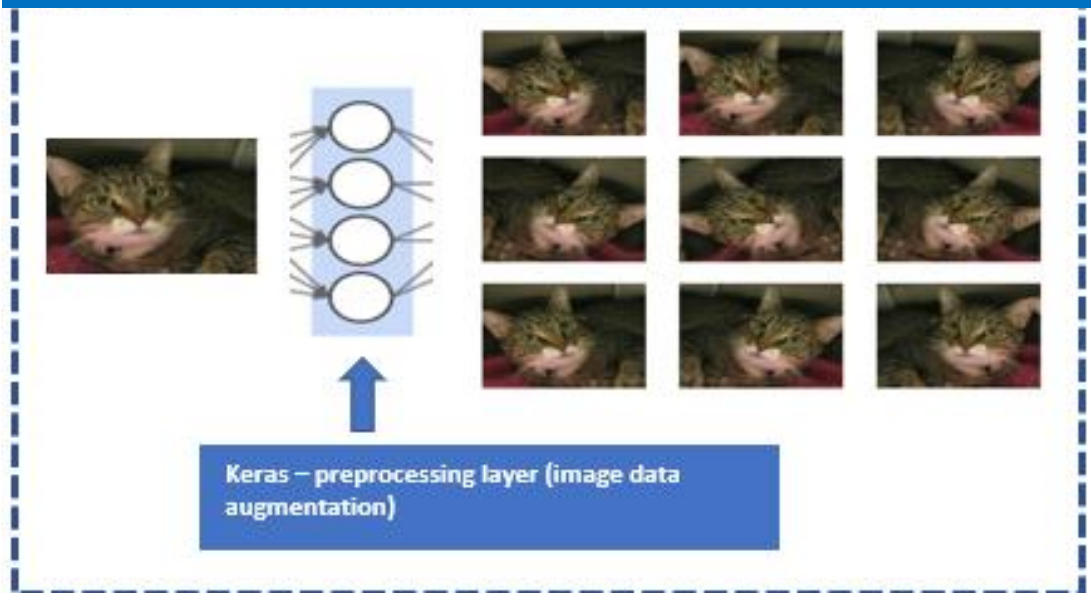 Keras – preprocessing layer (image data
augmentation)